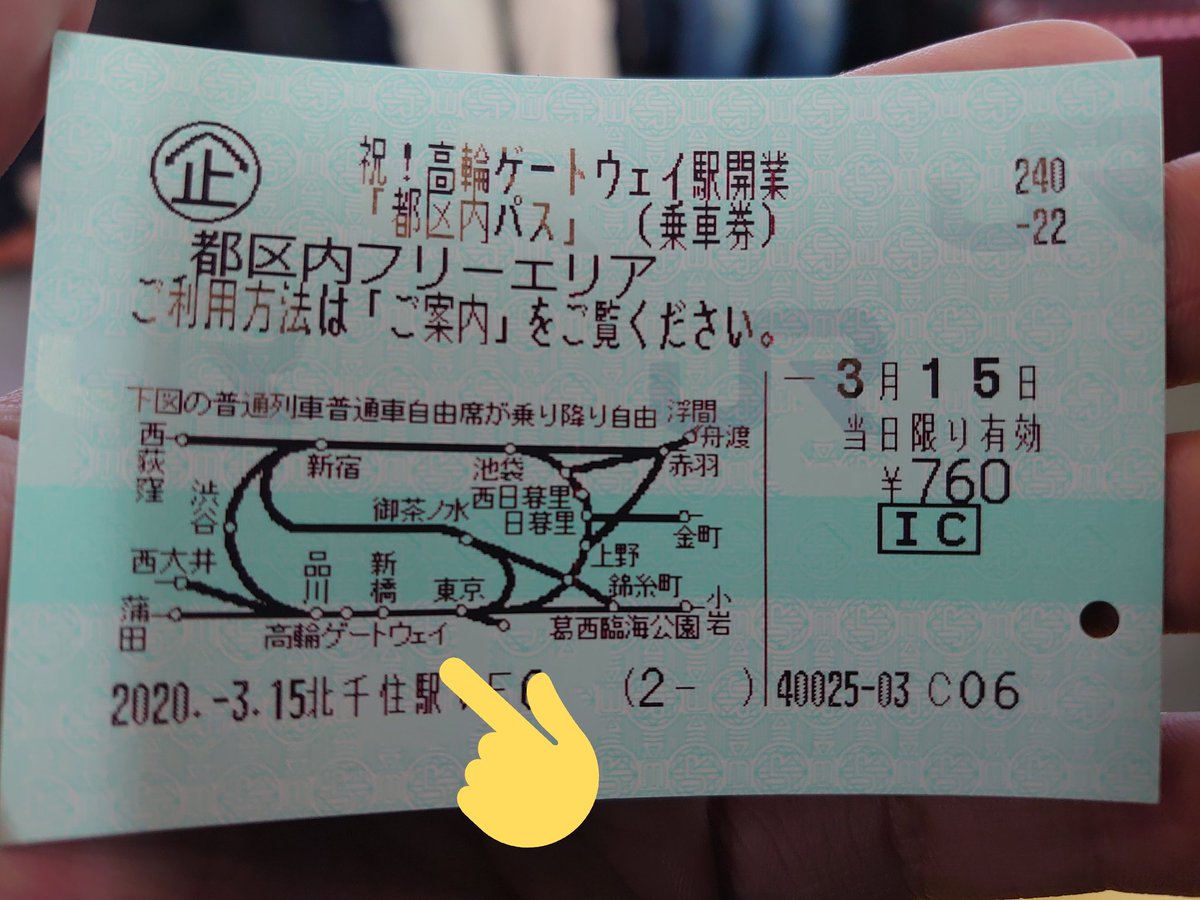 企
祝！高輪ゲートウェイ駅開業
240
「都区内パス」 （乗車券）
-22
都区内フリーエリア
ご利用方法は「ご案内」をご覧ください。
-3月15日
当日限り有効
¥760
IC
下図の普通列車普通車自由席が乗り降り自由
浮間舟渡
西荻窪
新宿
池袋
赤羽
渋谷
御茶ノ水
西日暮里
日暮里
金町
西大井
品川
新橋
東京
上野
錦糸町
小岩
蒲田
高輪ゲートウェイ
葛西臨海公園
2020.-3.15北千住駅
(2- )
40025-03 C06